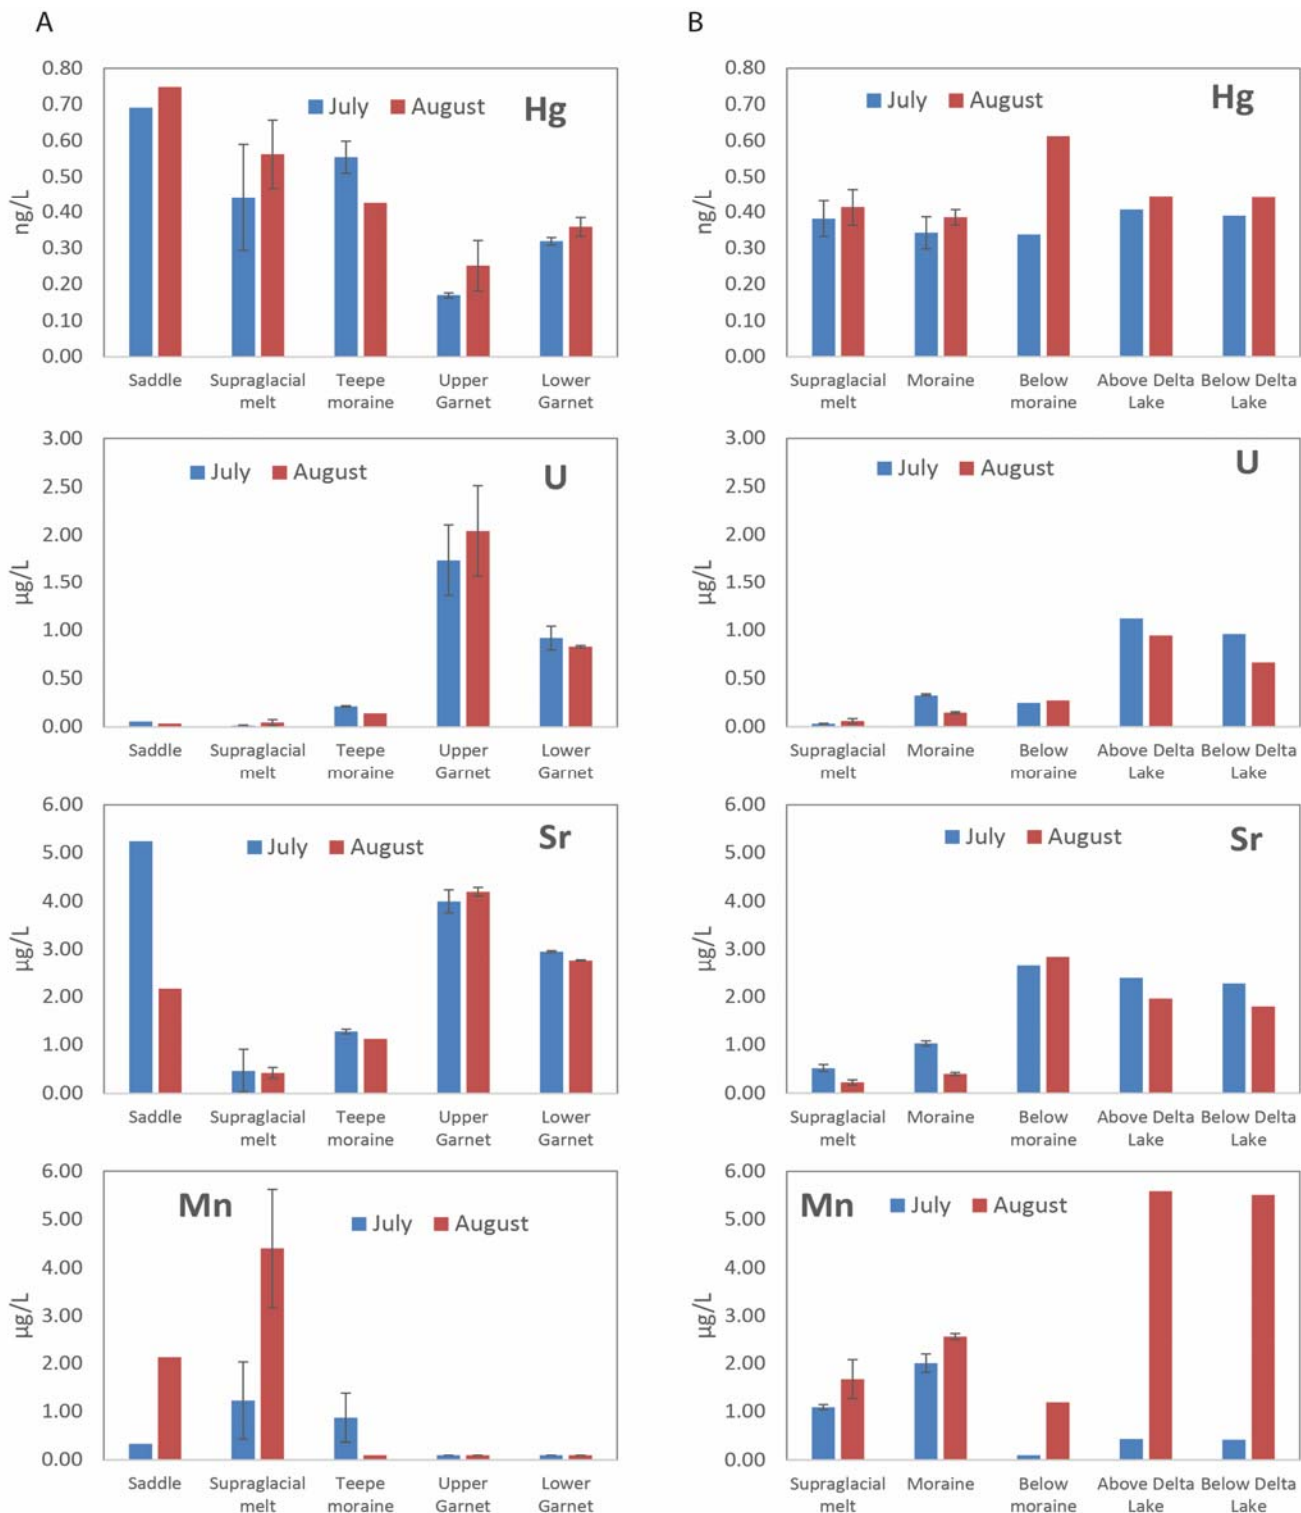 A
0.80
0.70
0.60
0.50
0.40
0.30
0.20
0.10
0.00
ng/L
July August
Hg
Saddle
Supraglacial melt
Teepe moraine
Upper Garnet
Lower Garnet
3.00
2.50
2.00
1.50
1.00
0.50
0.00
µg/L
July August
U
Saddle
Supraglacial melt
Teepe moraine
Upper Garnet
Lower Garnet
6.00
5.00
4.00
3.00
2.00
1.00
0.00
µg/L
July August
Sr
Saddle
Supraglacial melt
Teepe moraine
Upper Garnet
Lower Garnet
6.00
5.00
4.00
3.00
2.00
1.00
0.00
µg/L
Mn
July August
Saddle
Supraglacial melt
Teepe moraine
Upper Garnet
Lower Garnet
B
0.80
0.70
0.60
0.50
0.40
0.30
0.20
0.10
0.00
ng/L
July August
Hg
Supraglacial melt
Moraine
Below moraine
Above Delta Lake
Below Delta Lake
3.00
2.50
2.00
1.50
1.00
0.50
0.00
µg/L
July August
U
Supraglacial melt
Moraine
Below moraine
Above Delta Lake
Below Delta Lake
6.00
5.00
4.00
3.00
2.00
1.00
0.00
µg/L
July August
Sr
Supraglacial melt
Moraine
Below moraine
Above Delta Lake
Below Delta Lake
6.00
5.00
4.00
3.00
2.00
1.00
0.00
µg/L
Mn
July August
Supraglacial melt
Moraine
Below moraine
Above Delta Lake
Below Delta Lake